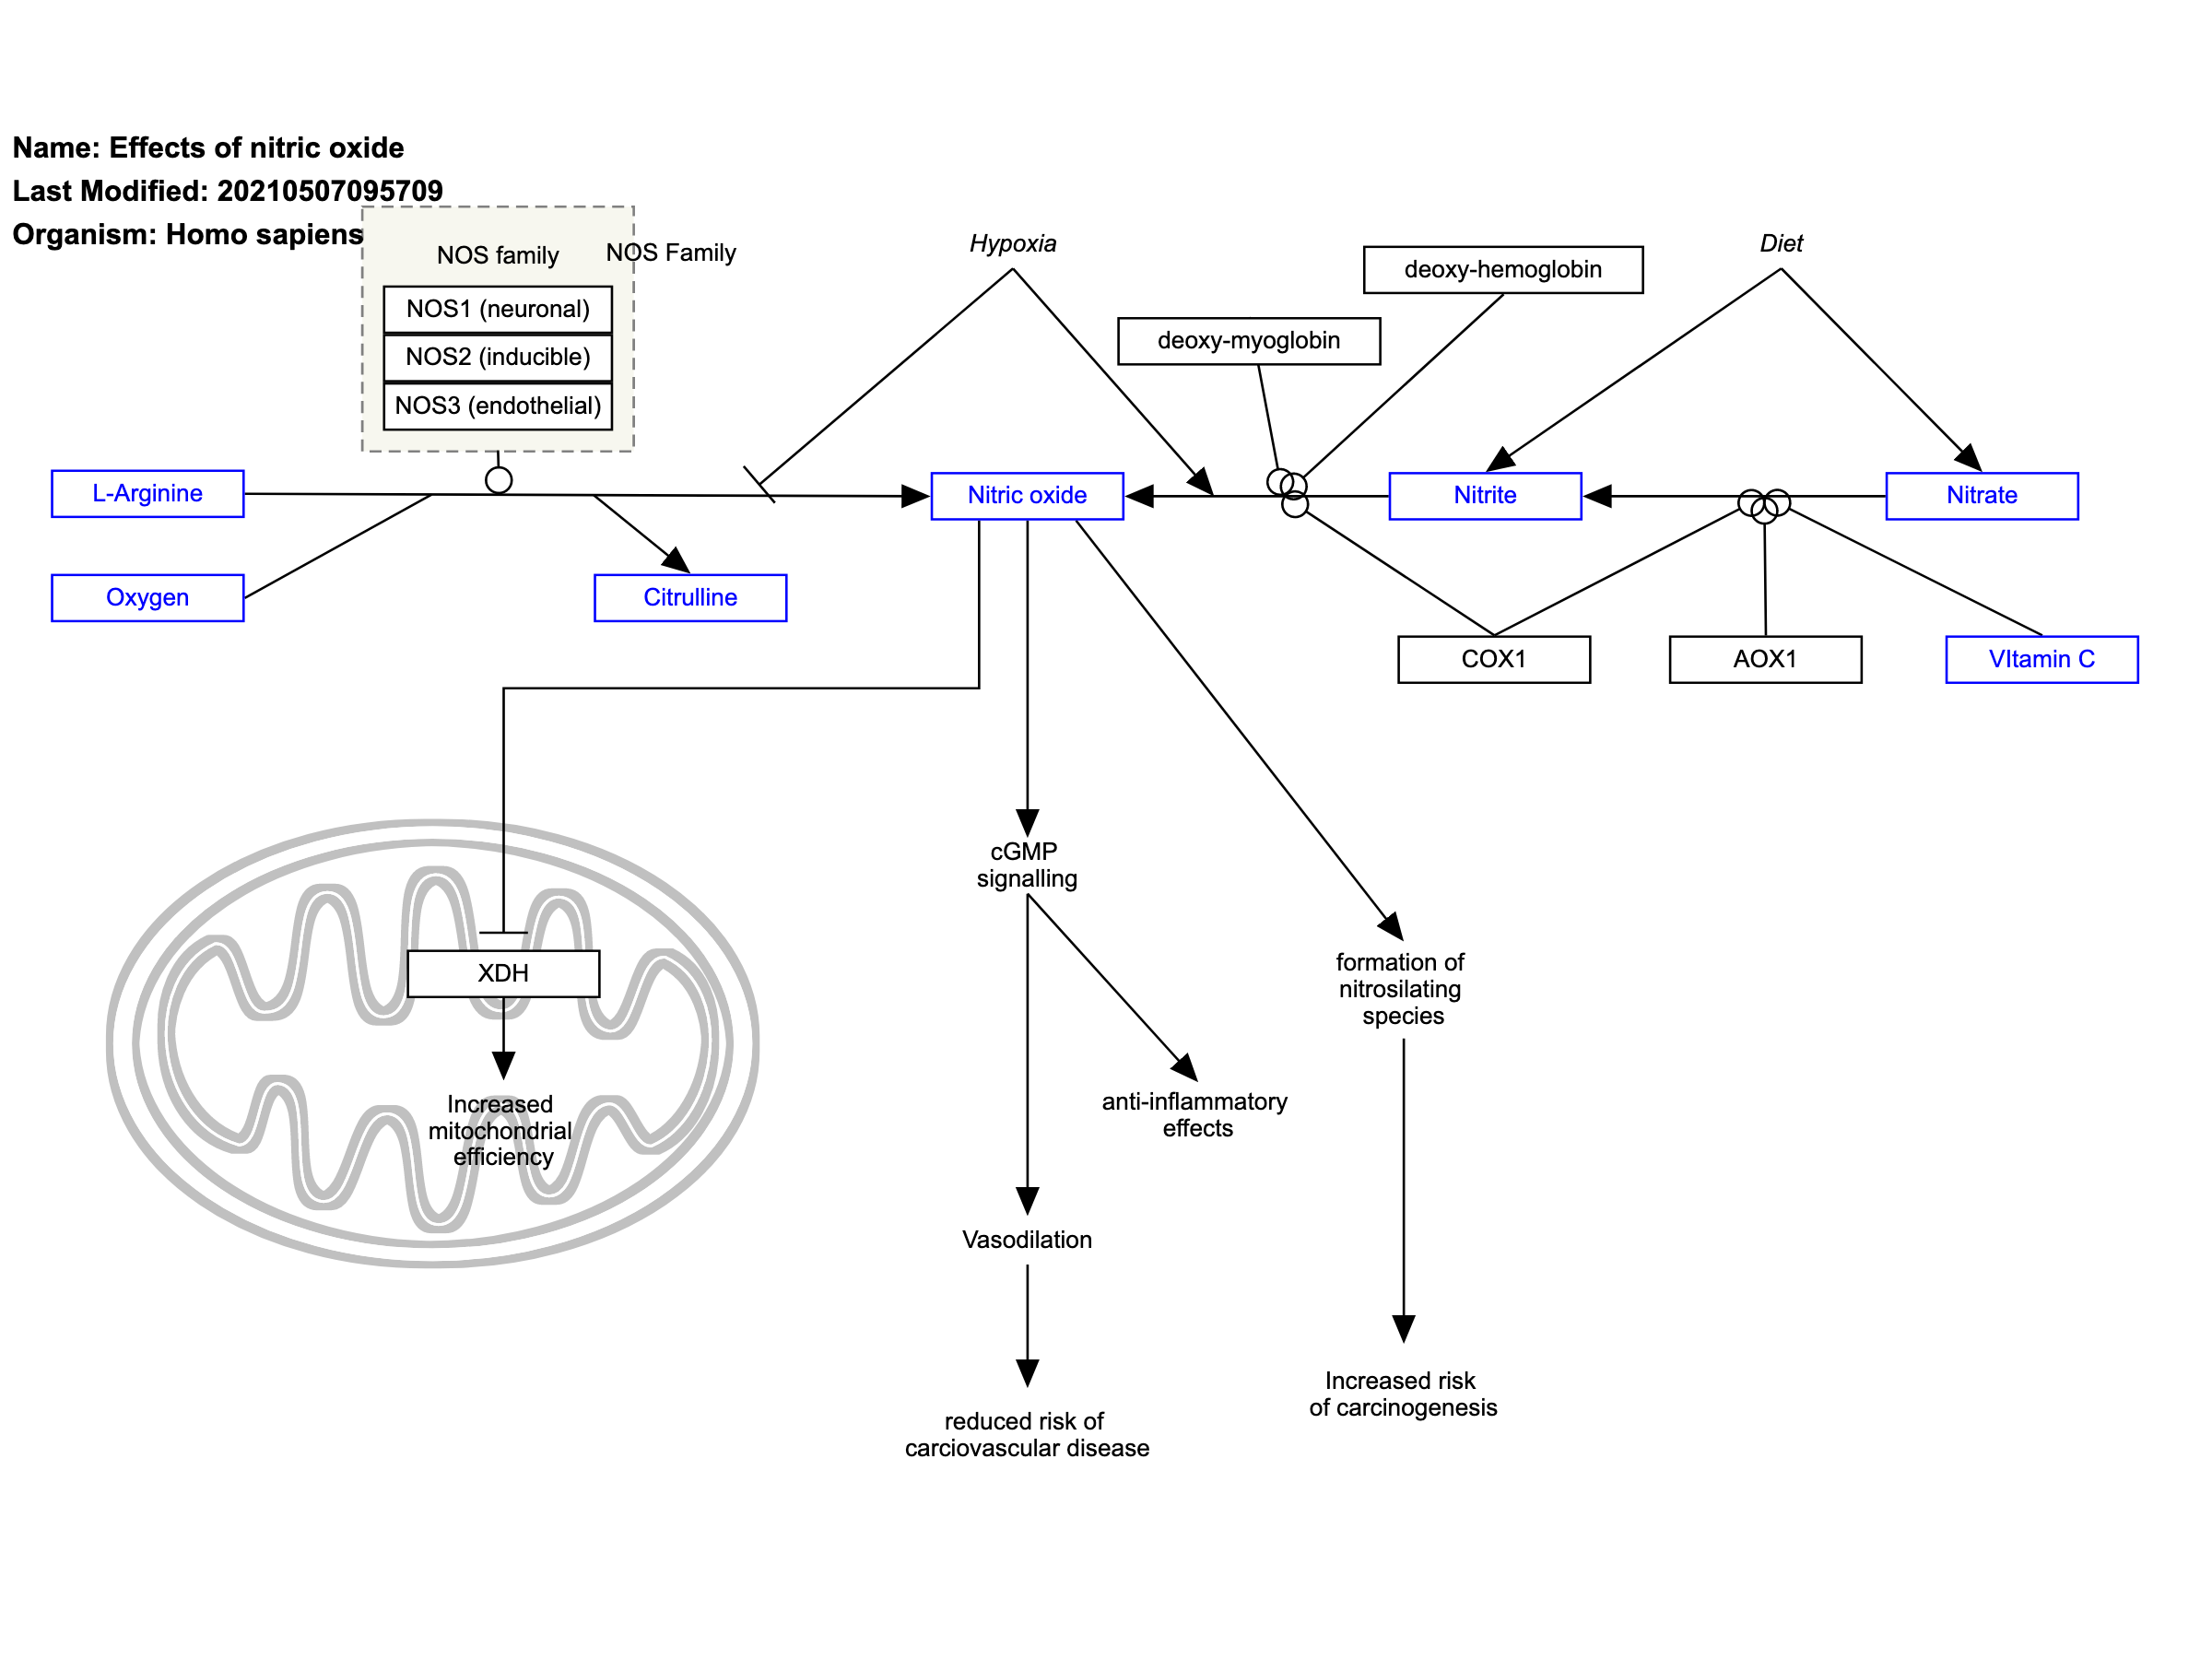 Name: Effects of nitric oxide
Last Modified: 20210507095709
Organism: Homo sapiens
NOS family
NOS Family
NOS1 (neuronal)
NOS2 (inducible)
NOS3 (endothelial)
Hypoxia
deoxy-hemoglobin
Diet
deoxy-myoglobin
L-Arginine
Nitric oxide
Nitrite
Nitrate
Oxygen
Citrulline
COX1
AOX1
VItamin C
cGMP
signalling
XDH
formation of
nitrosilating
species
Increased
mitochondrial
efficiency
anti-inflammatory
effects
Vasodilation
Increased risk
of carcinogenesis
reduced risk of
carciovascular disease